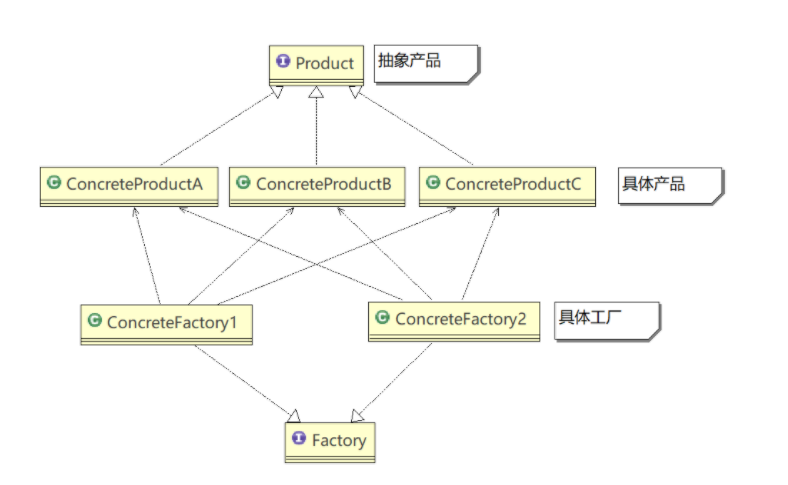 I Product
抽象产品
C ConcreteProductA
C ConcreteProductB
C ConcreteProductC
具体产品
C ConcreteFactory1
C ConcreteFactory2
具体工厂
I Factory